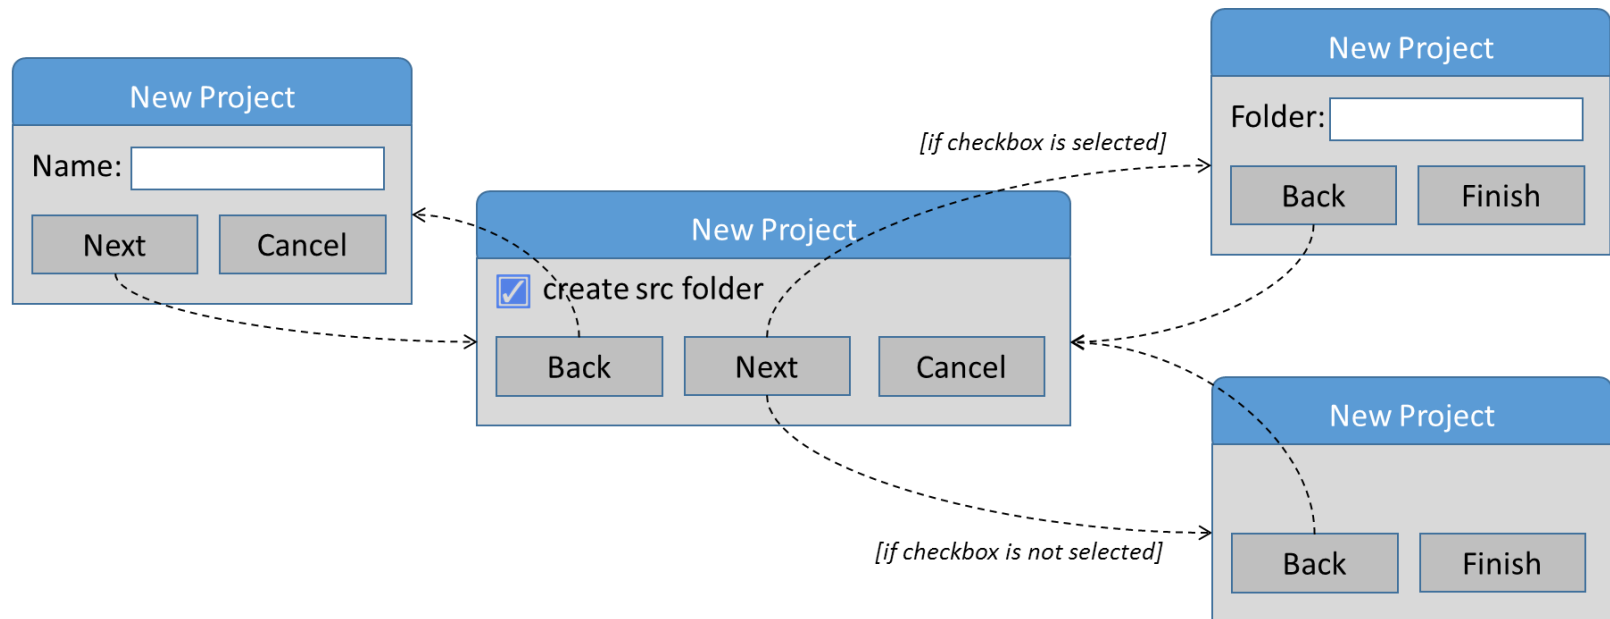 New Project
Name:
Next
Cancel
New Project
create src folder
Back
Next
Cancel
[if checkbox is selected]
[if checkbox is not selected]
New Project
Folder:
Back
Finish
New Project
Back
Finish